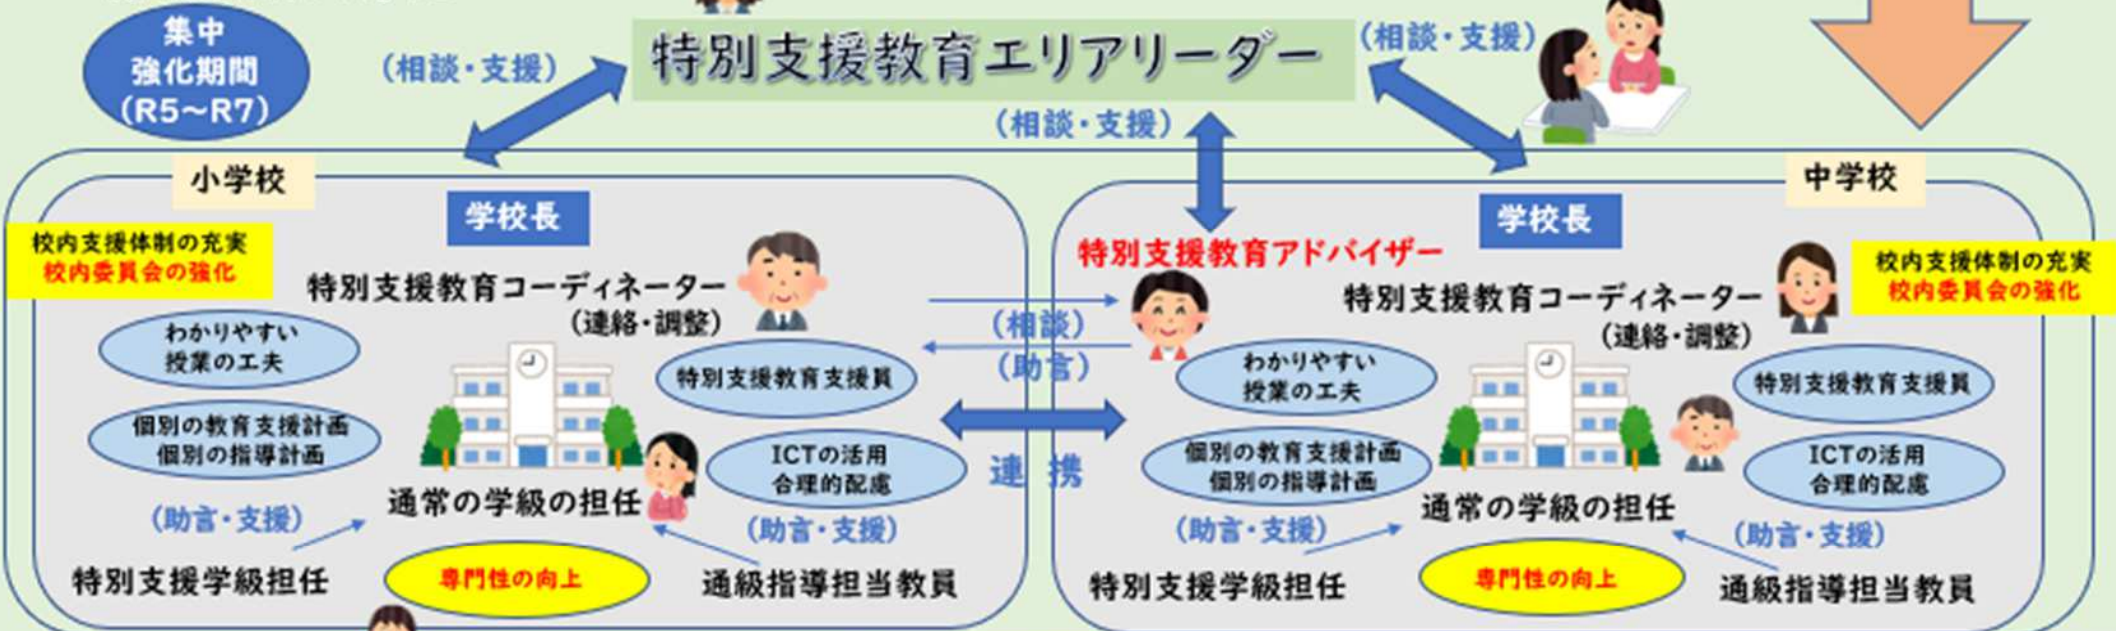 集中
強化期間
(R5～R7)
(相談・支援)
特別支援教育エリアリーダー
(相談・支援)
(相談・支援)
小学校
学校長
校内支援体制の充実
校内委員会の強化
特別支援教育コーディネーター
(連絡・調整)
わかりやすい
授業の工夫
特別支援教育支援員
個別の教育支援計画
個別の指導計画
ICTの活用
合理的配慮
通常の学級の担任
(助言・支援)
(助言・支援)
特別支援学級担任
専門性の向上
通級指導担当教員
(相談)
(助言)
連携
中学校
学校長
特別支援教育アドバイザー
校内支援体制の充実
校内委員会の強化
特別支援教育コーディネーター
(連絡・調整)
わかりやすい
授業の工夫
特別支援教育支援員
個別の教育支援計画
個別の指導計画
ICTの活用
合理的配慮
通常の学級の担任
(助言・支援)
(助言・支援)
特別支援学級担任
専門性の向上
通級指導担当教員